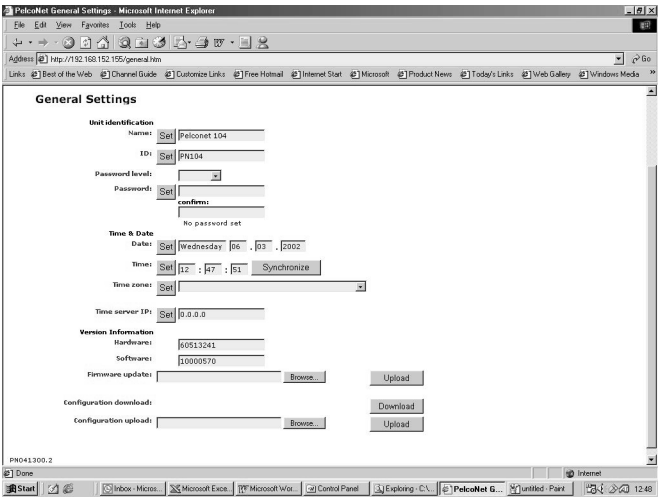 PelcoNet General Settings - Microsoft Internet Explorer
File Edit View Favorites Tools Help
Address http://192.168.152.155/general.htm Go
Links Best of the Web Channel Guide Customize Links Free Hotmail Internet Start Microsoft Product News Today's Links Web Gallery Windows Media »
General Settings
Unit identification
Name: Set Pelconet 104
ID: Set PN104
Password level:
Password: Set
confirm:
No password set
Time & Date
Date: Set Wednesday 06 . 03 . 2002
Time: Set 12 : 47 : 51 Synchronize
Time zone: Set
Time server IP: Set 0.0.0.0
Version Information
Hardware: 60513241
Software: 10000570
Firmware update: Browse... Upload
Configuration download: Download
Configuration upload: Browse... Upload
PN041300.2
Done Internet
Start Inbox - Micros... Microsoft Exce... Microsoft Wor... Control Panel Exploring - C:\... PelcoNet G... untitled - Paint 12:48